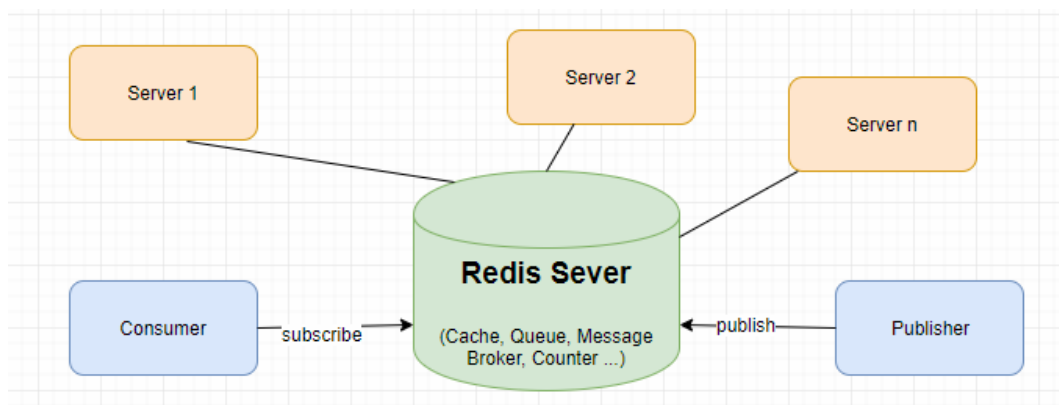 Server 1
Server 2
Server n
Redis Sever
(Cache, Queue, Message
Broker, Counter ...)
Consumer
subscribe
publish
Publisher